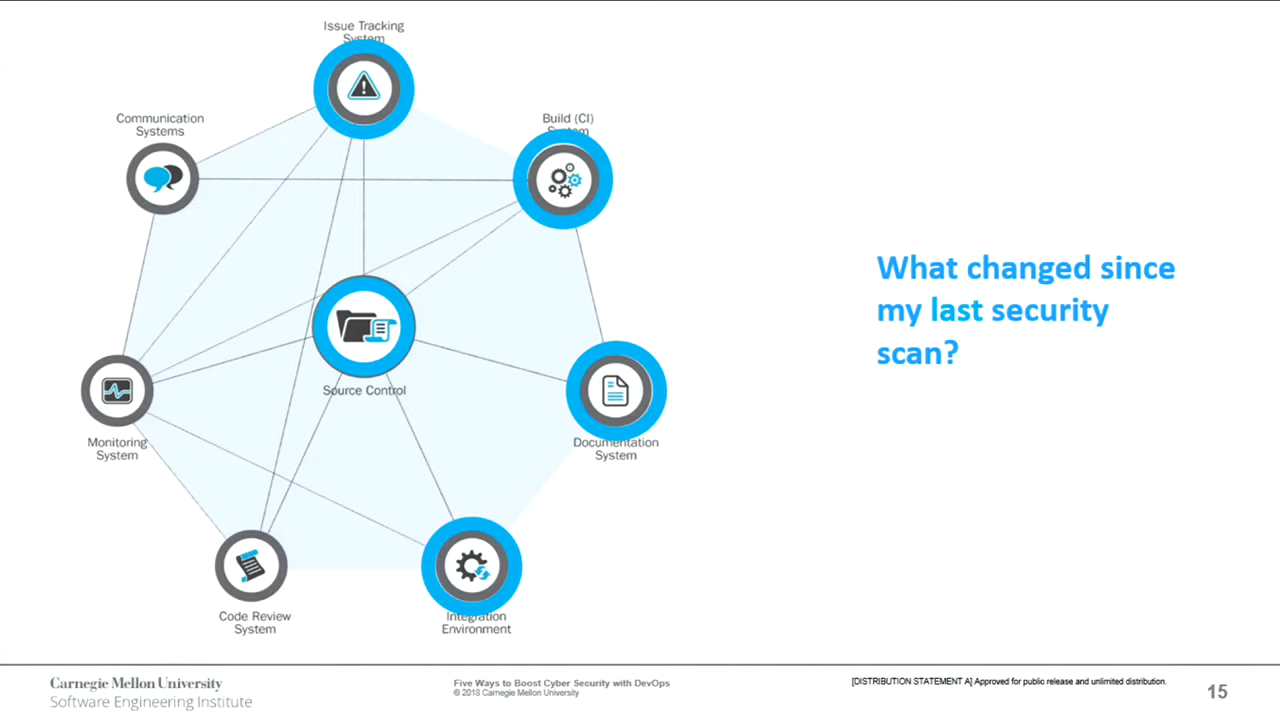 Issue Tracking
System
Communication
Systems
Build (CI)
System
What changed since
my last security
scan?
Source Control
Monitoring
System
Documentation
System
Code Review
System
Integration
Environment
Carnegie Mellon University
Software Engineering Institute
Five Ways to Boost Cyber Security with DevOps
© 2018 Carnegie Mellon University
[DISTRIBUTION STATEMENT A] Approved for public release and unlimited distribution.
15